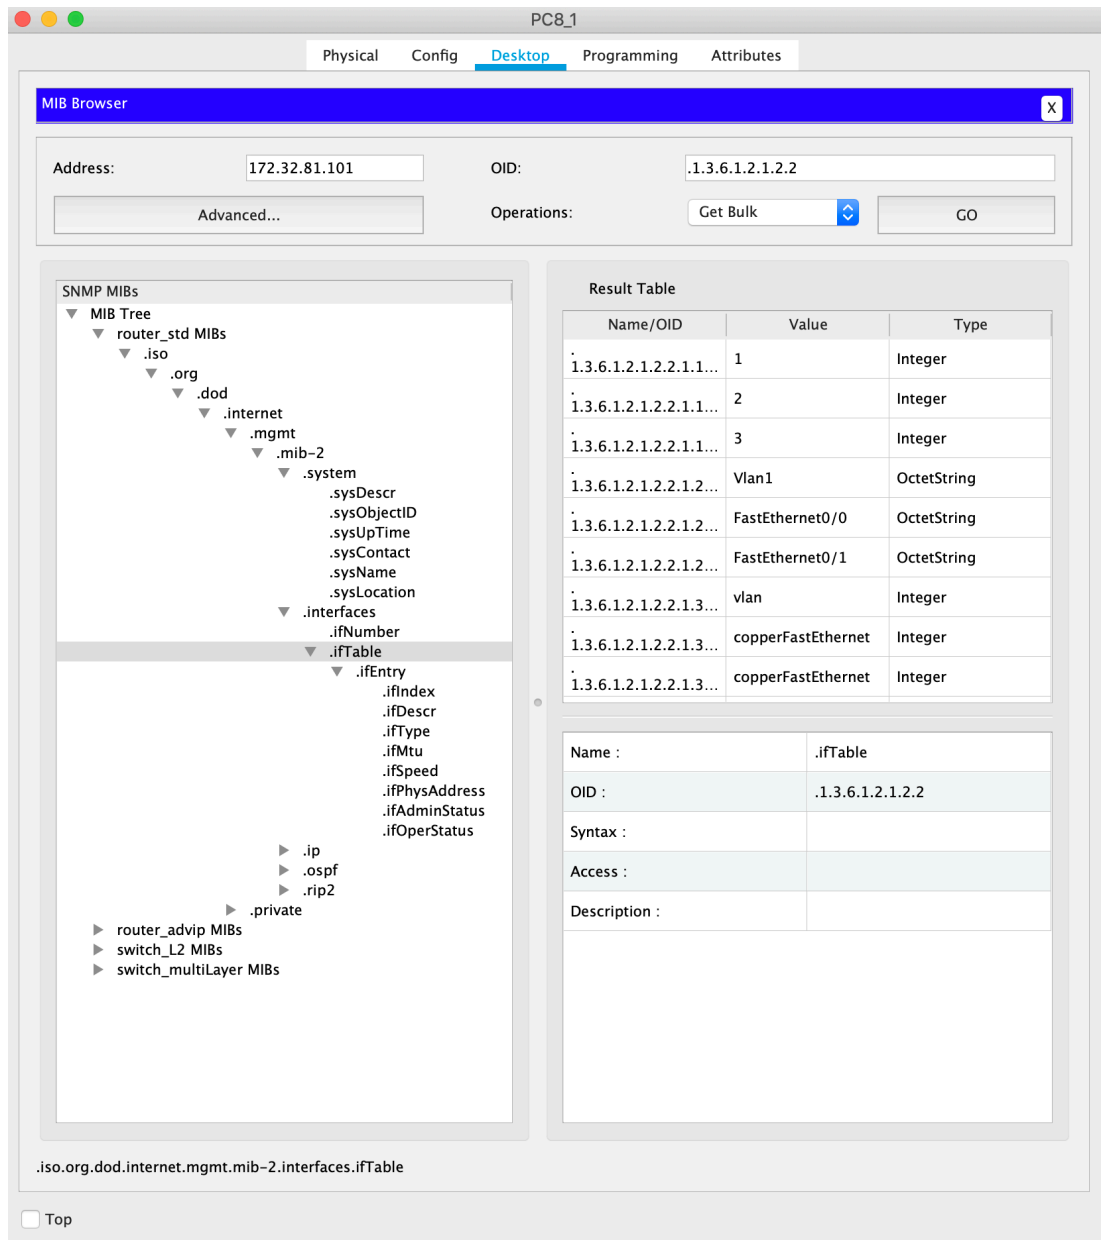 PC8_1
Physical Config Desktop Programming Attributes
MIB Browser X
Address: 172.32.81.101 OID: .1.3.6.1.2.1.2.2
Advanced... Operations: Get Bulk GO
SNMP MIBs
MIB Tree
router_std MIBs
.iso
.org
.dod
.internet
.mgmt
.mib-2
.system
.sysDescr
.sysObjectID
.sysUpTime
.sysContact
.sysName
.sysLocation
.interfaces
.ifNumber
.ifTable
.ifEntry
.ifIndex
.ifDescr
.ifType
.ifMtu
.ifSpeed
.ifPhysAddress
.ifAdminStatus
.ifOperStatus
.ip
.ospf
.rip2
.private
router_advip MIBs
switch_L2 MIBs
switch_multiLayer MIBs
Result Table
Name/OID Value Type
.
1.3.6.1.2.1.2.2.1.1... 1 Integer
.
1.3.6.1.2.1.2.2.1.1... 2 Integer
.
1.3.6.1.2.1.2.2.1.1... 3 Integer
.
1.3.6.1.2.1.2.2.1.2... Vlan1 OctetString
.
1.3.6.1.2.1.2.2.1.2... FastEthernet0/0 OctetString
.
1.3.6.1.2.1.2.2.1.2... FastEthernet0/1 OctetString
.
1.3.6.1.2.1.2.2.1.3... vlan Integer
.
1.3.6.1.2.1.2.2.1.3... copperFastEthernet Integer
.
1.3.6.1.2.1.2.2.1.3... copperFastEthernet Integer
Name : .ifTable
OID : .1.3.6.1.2.1.2.2
Syntax :
Access :
Description :
.iso.org.dod.internet.mgmt.mib-2.interfaces.ifTable
Top